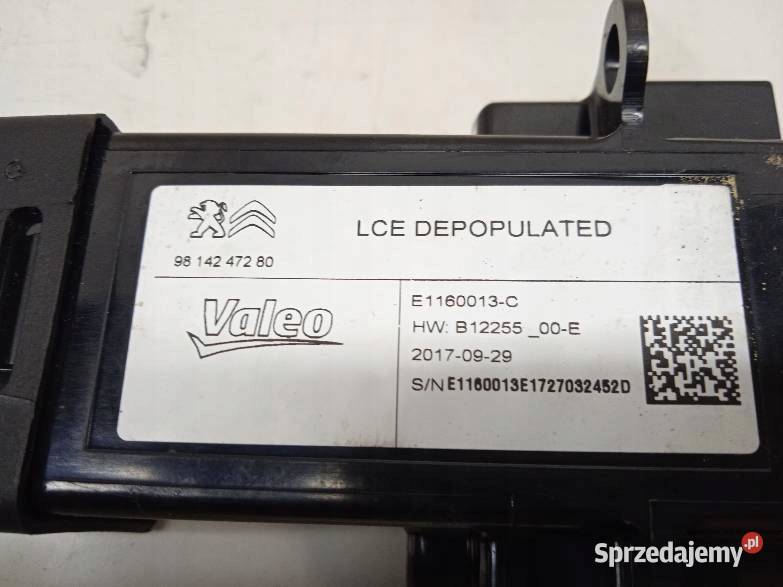 LCE DEPOPULATED
98 142 472 80
Valeo
E1160013-C
HW: B12255 _00-E
2017-09-29
S/N E1160013E1727032452D
Sprzedajemy.pl